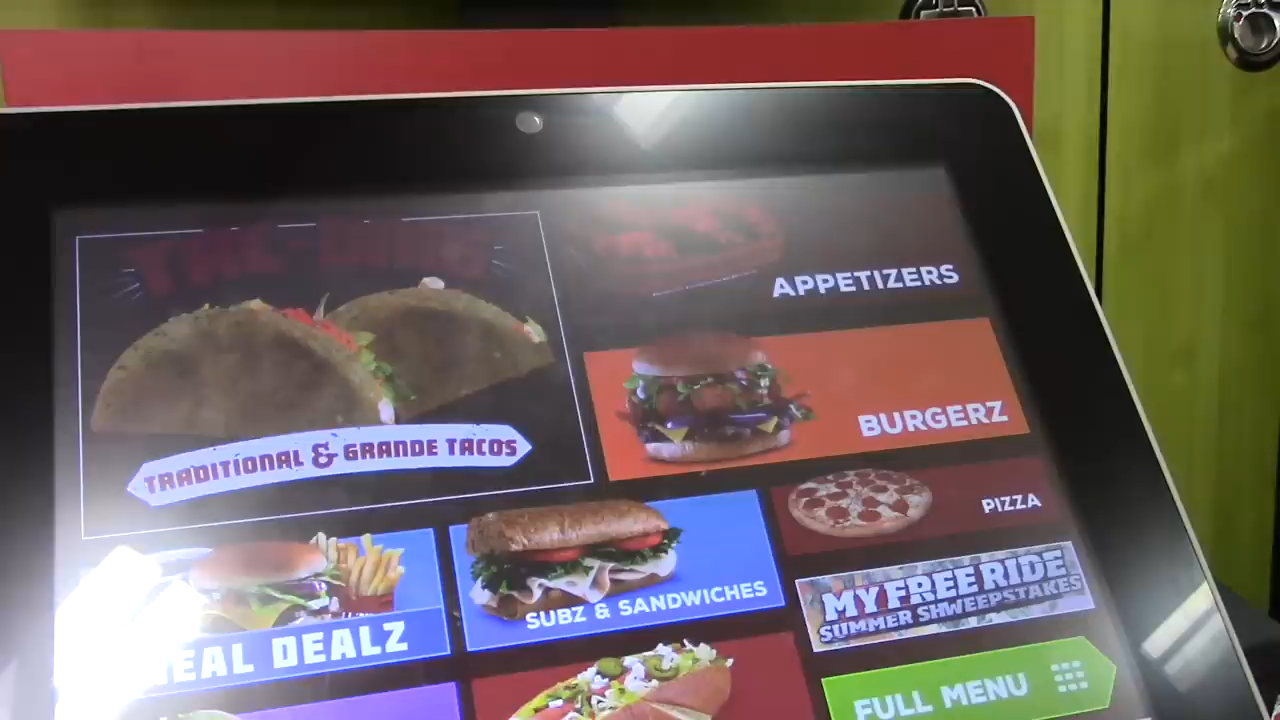 APPETIZERS
BURGERZ
TRADITIONAL & GRANDE TACOS
PIZZA
SUBZ & SANDWICHES
MY FREE RIDE
SUMMER SHWEEPSTAKES
EAL DEALZ
FULL MENU